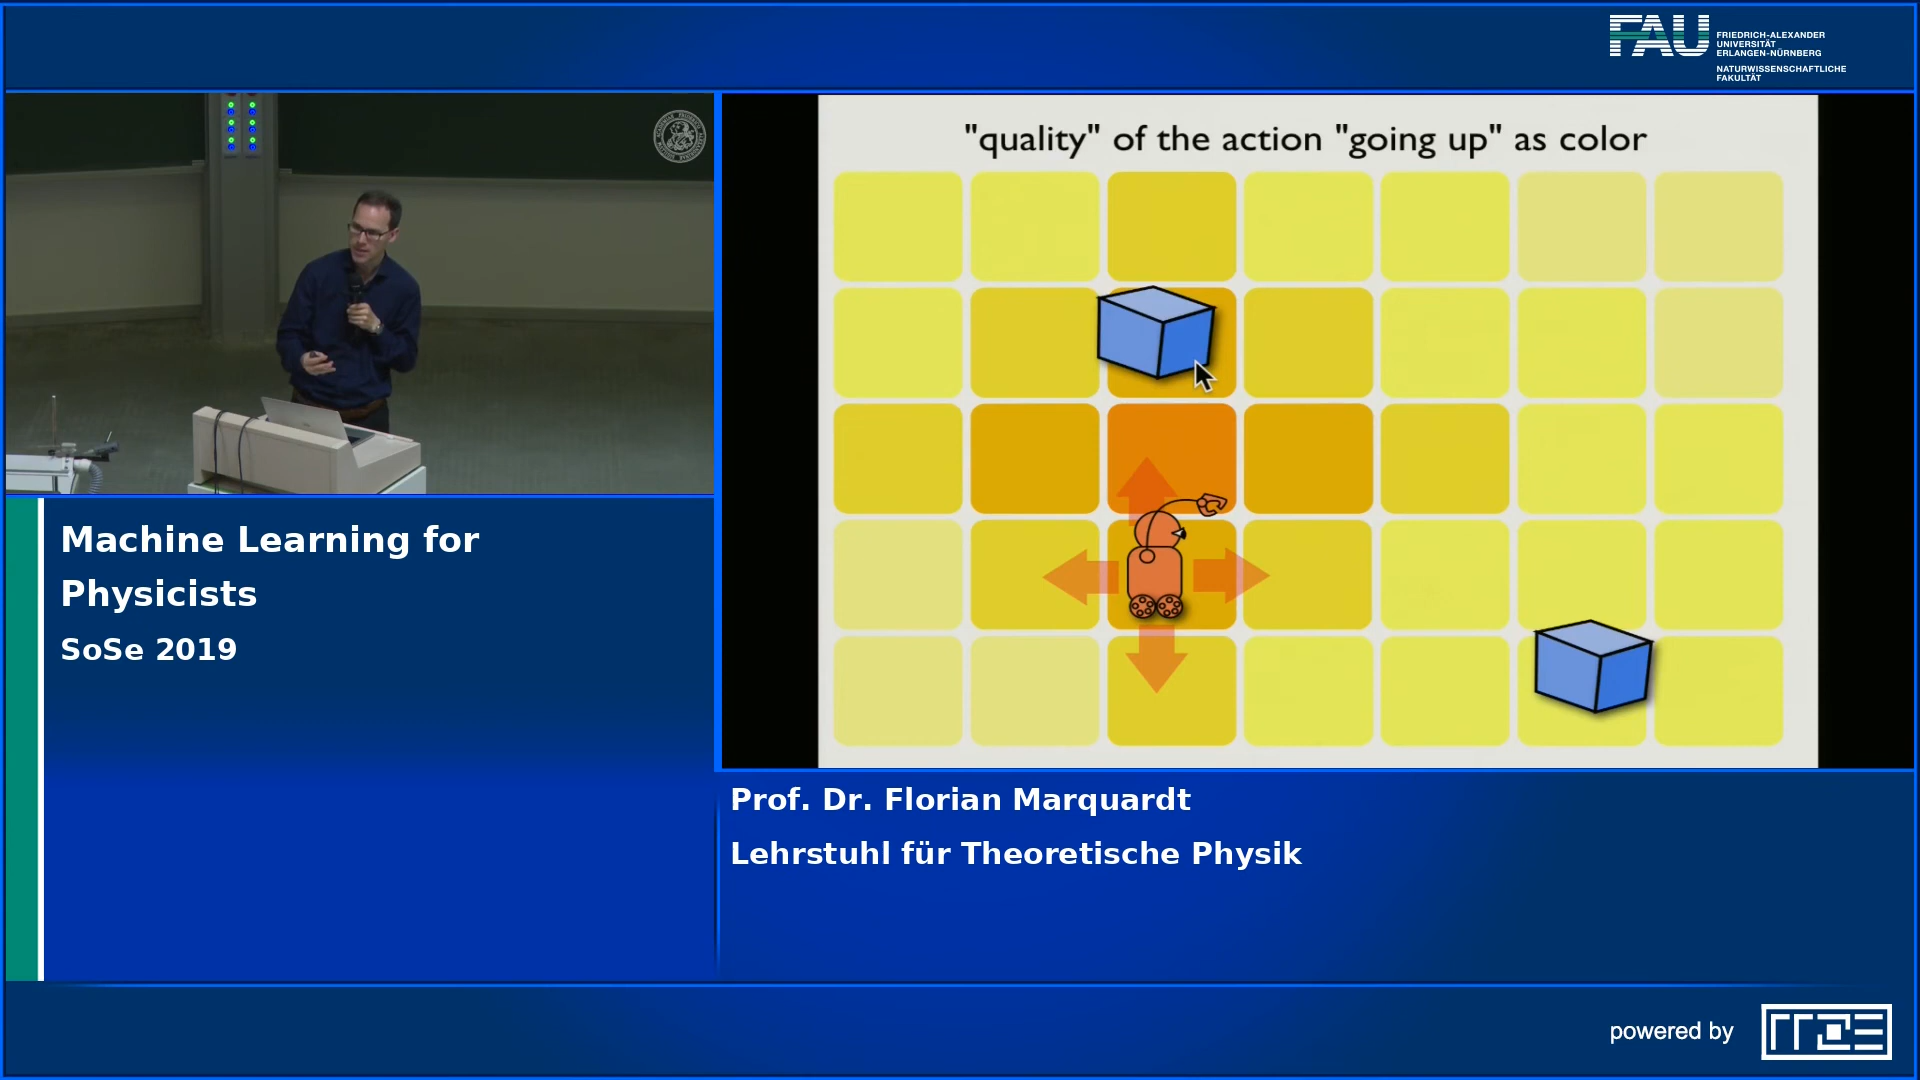 FAU
FRIEDRICH-ALEXANDER
UNIVERSITÄT
ERLANGEN-NÜRNBERG
NATURWISSENSCHAFTLICHE
FAKULTÄT
"quality" of the action "going up" as color
Machine Learning for
Physicists
SoSe 2019
Prof. Dr. Florian Marquardt
Lehrstuhl für Theoretische Physik
powered by
rrze